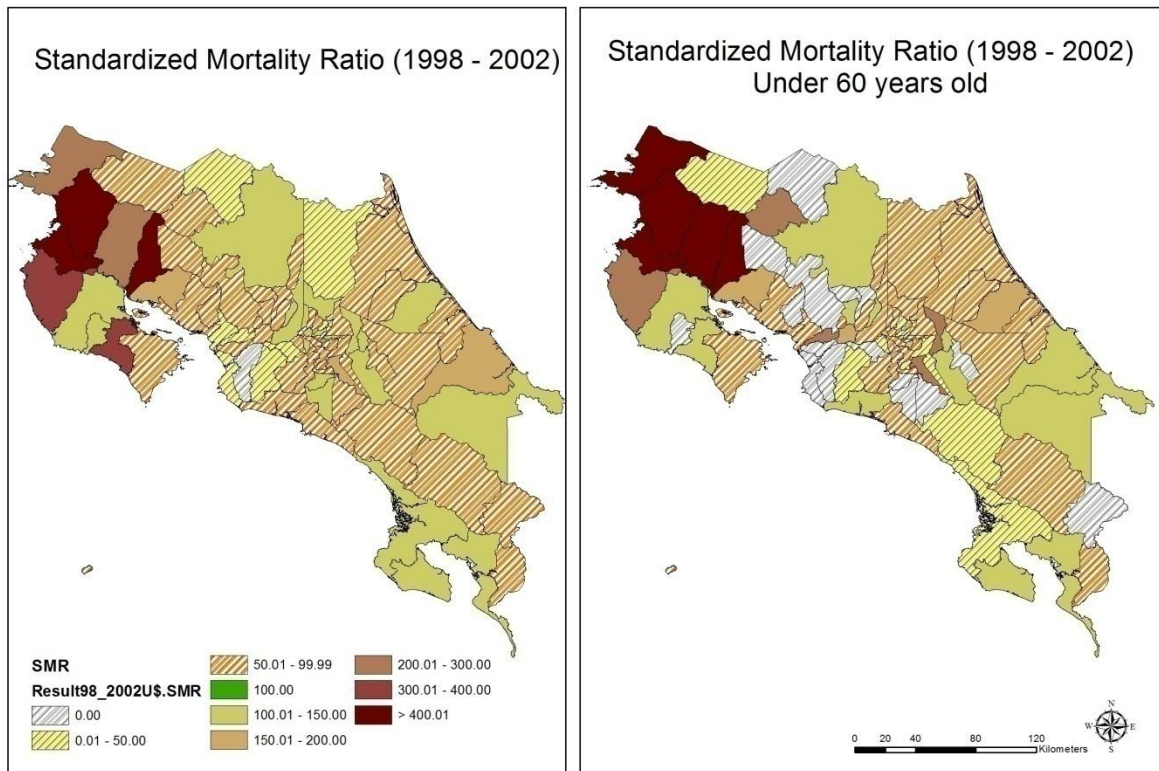 Standardized Mortality Ratio (1998 - 2002)
SMR
Result98_2002U$.SMR
0.00
0.01 - 50.00
50.01 - 99.99
100.00
100.01 - 150.00
150.01 - 200.00
200.01 - 300.00
300.01 - 400.00
> 400.01
Standardized Mortality Ratio (1998 - 2002)
Under 60 years old
N
W E
S
0 20 40 80 120
Kilometers